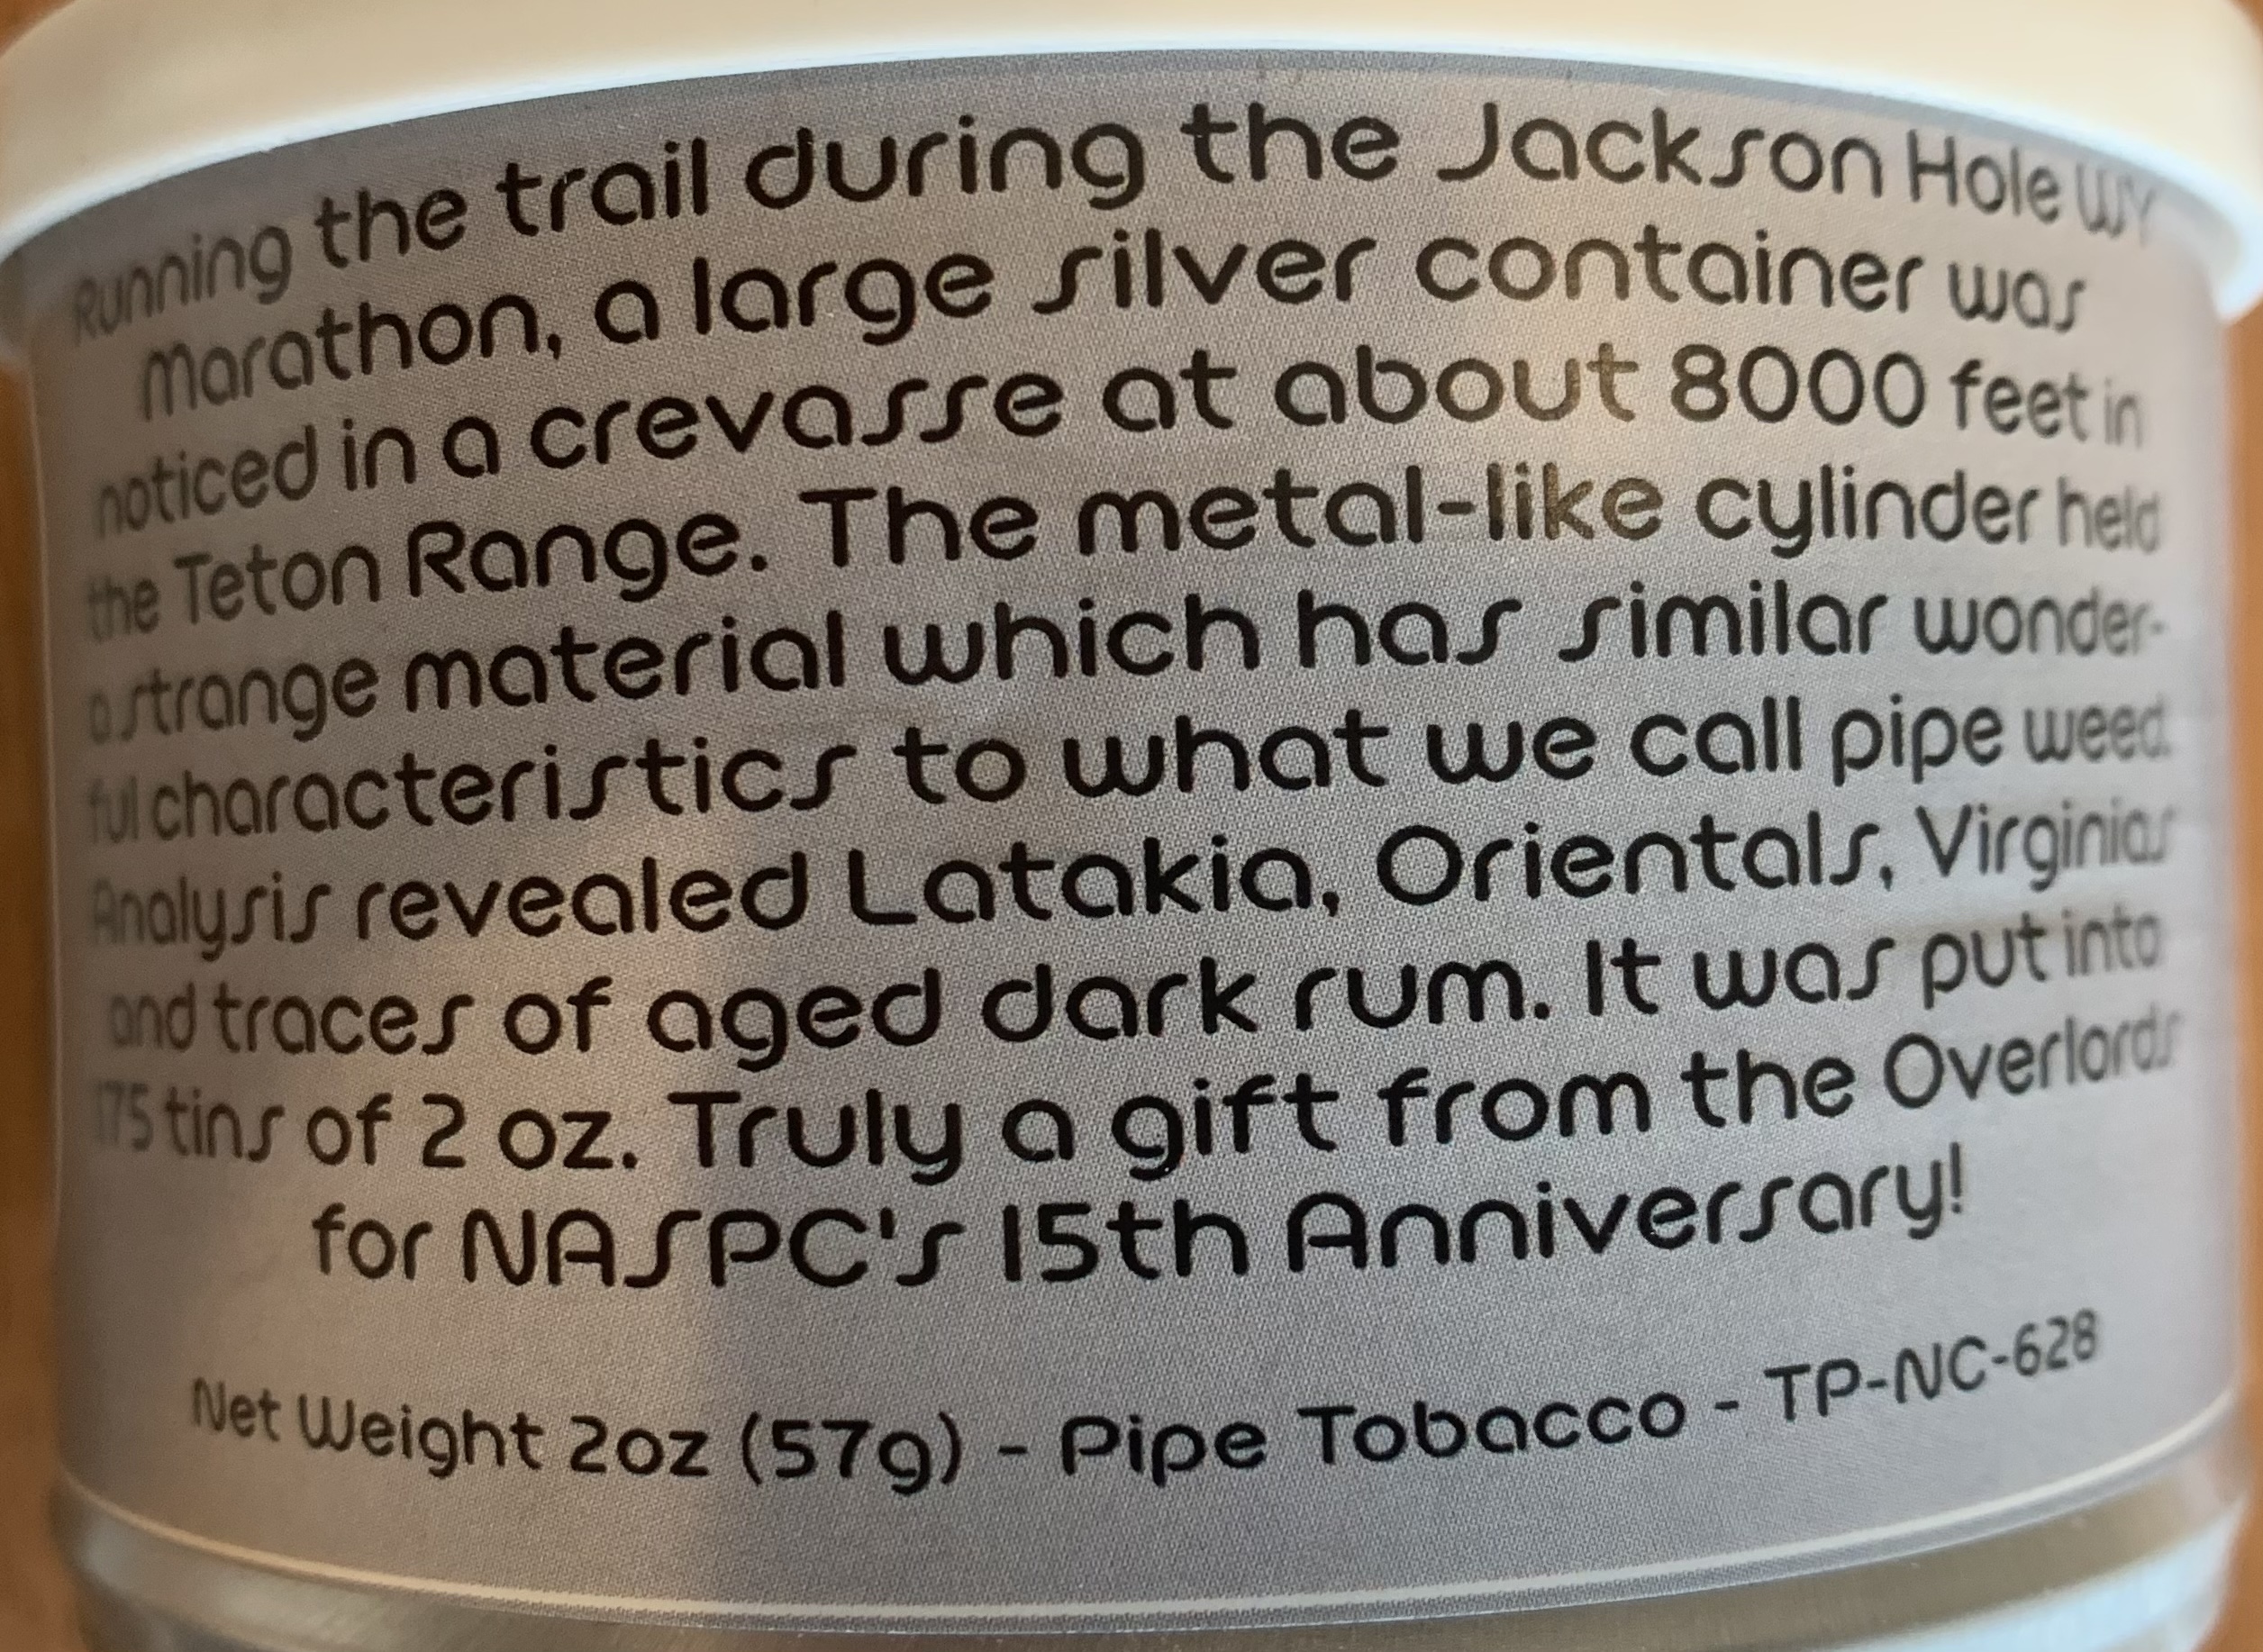 Running the trail during the Jackson Hole WY
Marathon, a large silver container was
noticed in a crevasse at about 8000 feet in
the Teton Range. The metal-like cylinder held
a strange material which has similar wonder-
ful characteristics to what we call pipe weed.
Analysis revealed Latakia, Orientals, Virginias
and traces of aged dark rum. It was put into
175 tins of 2 oz. Truly a gift from the Overlords
for NASPC's 15th Anniversary!
Net Weight 2oz (57g) - Pipe Tobacco - TP-NC-628